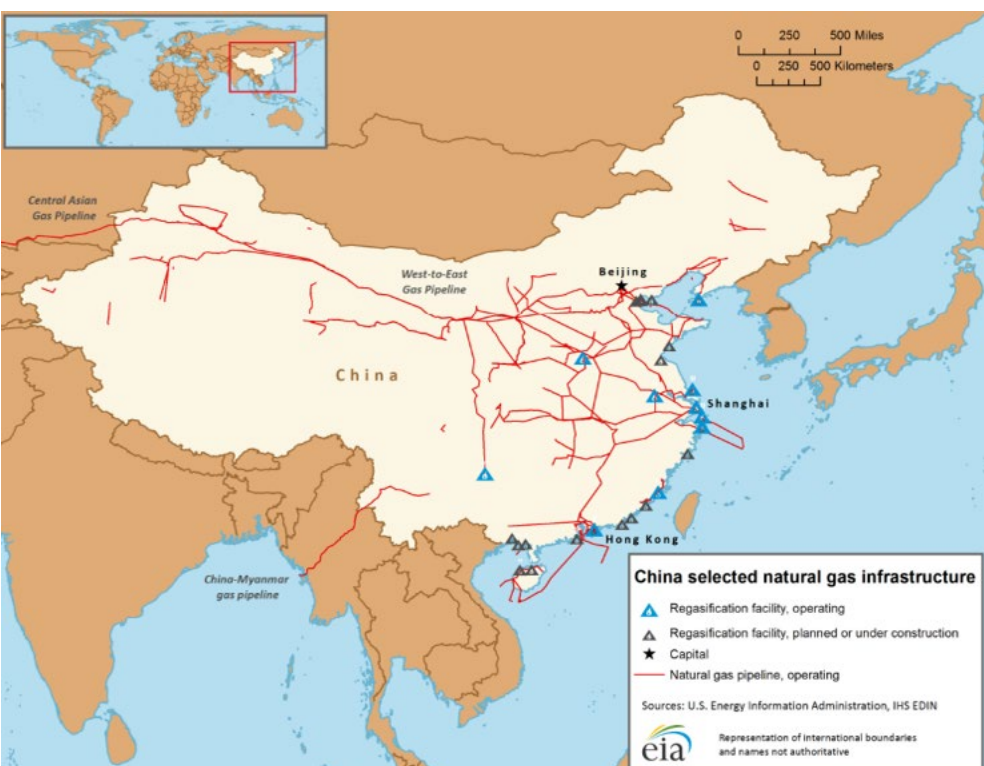 0 250 500 Miles
0 250 500 Kilometers
Central Asian
Gas Pipeline
West-to-East
Gas Pipeline
Beijing
China
Shanghai
Hong Kong
China-Myanmar
gas pipeline
China selected natural gas infrastructure
Regasification facility, operating
Regasification facility, planned or under construction
Capital
Natural gas pipeline, operating
Sources: U.S. Energy Information Administration, IHS EDIN
eia
Representation of international boundaries
and names not authoritative